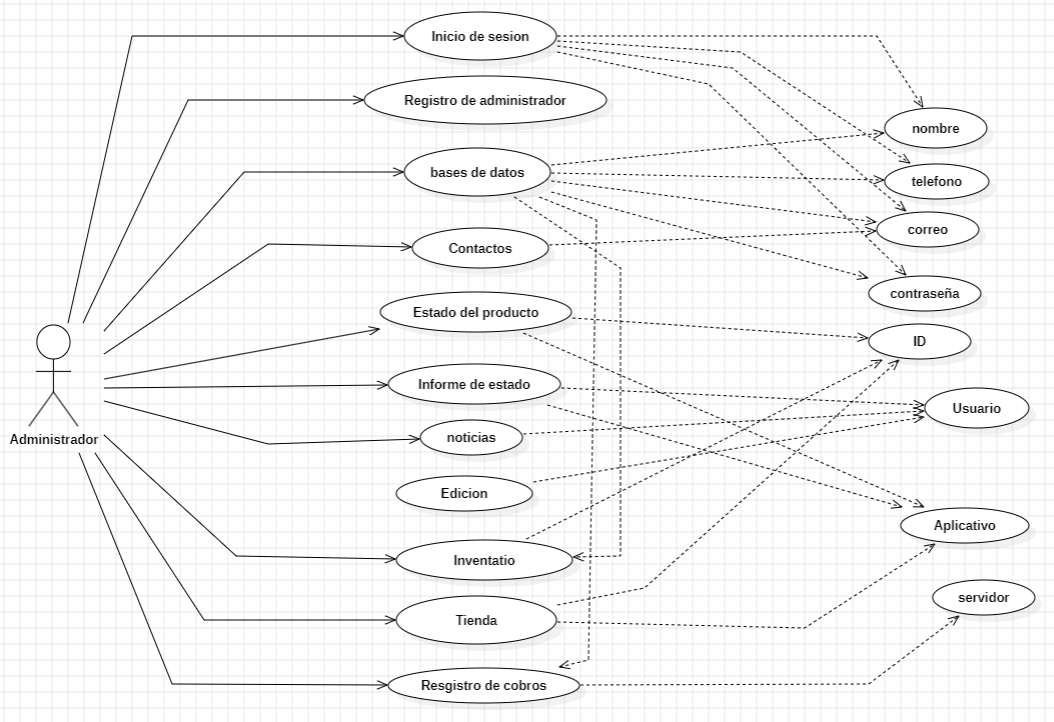 Inicio de sesion
Registro de administrador
nombre
bases de datos
telefono
correo
Contactos
contraseña
Estado del producto
ID
Informe de estado
Usuario
Administrador
noticias
Edicion
Aplicativo
Inventatio
servidor
Tienda
Resgistro de cobros